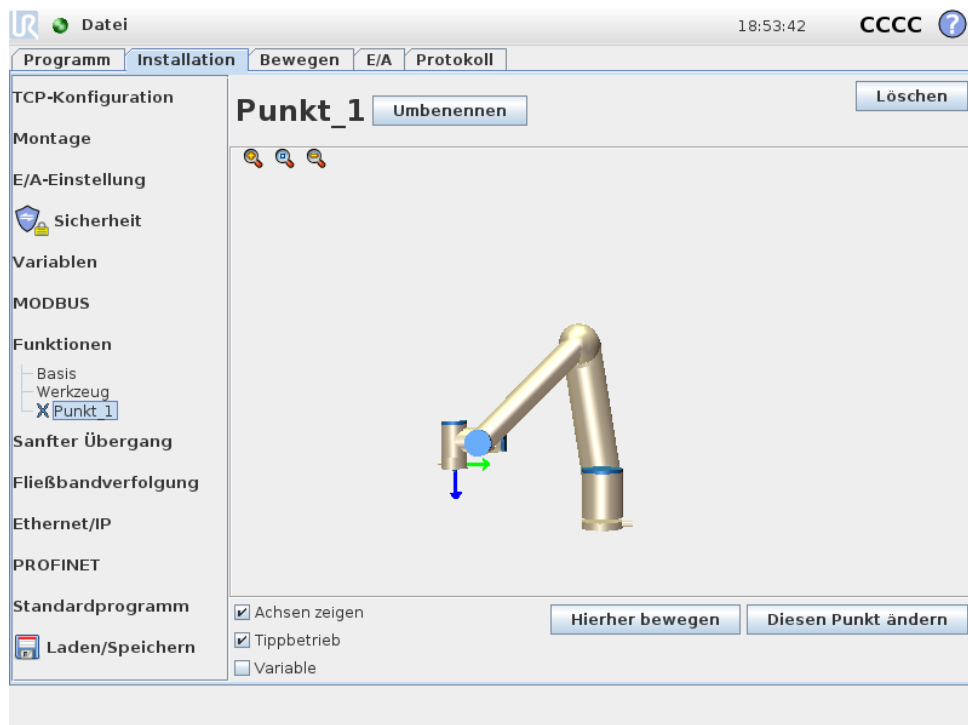 UR Datei 18:53:42 CCCC ?
Programm Installation Bewegen E/A Protokoll
TCP-Konfiguration
Montage
E/A-Einstellung
Sicherheit
Variablen
MODBUS
Funktionen
Basis
Werkzeug
Punkt_1
Sanfter Übergang
Fließbandverfolgung
Ethernet/IP
PROFINET
Standardprogramm
Laden/Speichern
Punkt_1 Umbenennen Löschen
Achsen zeigen
Tippbetrieb
Variable
Hierher bewegen Diesen Punkt ändern